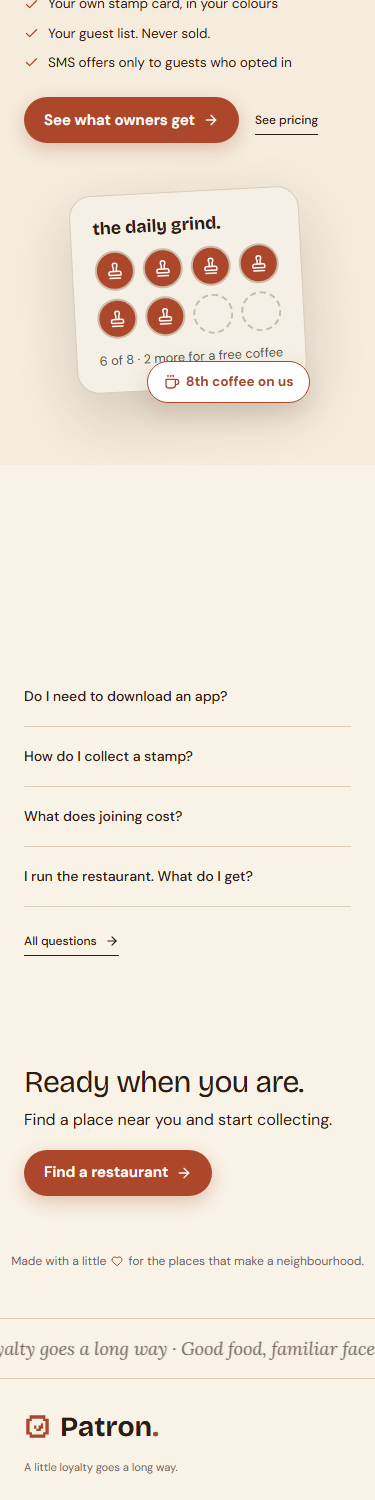 Your own stamp card, in your colours
Your guest list. Never sold.
SMS offers only to guests who opted in
See what owners get →
See pricing
the daily grind.
6 of 8 · 2 more for a free coffee
8th coffee on us
Do I need to download an app?
How do I collect a stamp?
What does joining cost?
I run the restaurant. What do I get?
All questions →
Ready when you are.
Find a place near you and start collecting.
Find a restaurant →
Made with a little ♡ for the places that make a neighbourhood.
yalty goes a long way · Good food, familiar face
Patron.
A little loyalty goes a long way.